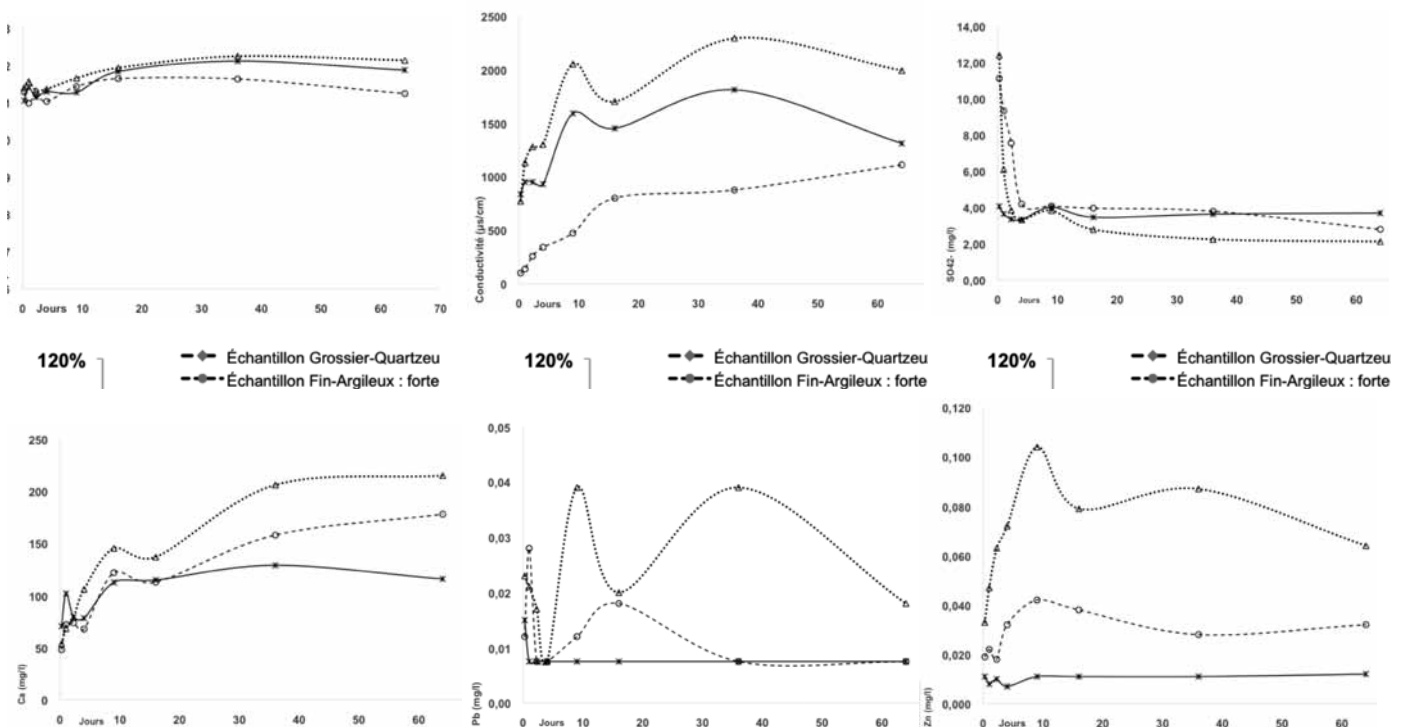 3
2
0
9
8
7
0 Jours 10 20 30 40 50 60 70
2500
2000
1500
1000
500
0
Conductivité (µs/cm)
0 Jours 10 20 30 40 50 60
14,00
12,00
10,00
8,00
6,00
4,00
2,00
0,00
SO42- (mg/l)
0 Jours 10 20 30 40 50 60
120%
Échantillon Grossier-Quartzeu
Échantillon Fin-Argileux : forte
120%
Échantillon Grossier-Quartzeu
Échantillon Fin-Argileux : forte
120%
Échantillon Grossier-Quartzeu
Échantillon Fin-Argileux : forte
250
200
150
100
50
0
Ca (mg/l)
0 Jours 10 20 30 40 50 60
0,05
0,04
0,03
0,02
0,01
0,00
Pb (mg/l)
0 Jours 10 20 30 40 50 60
0,120
0,100
0,080
0,060
0,040
0,020
0,000
Zn (mg/l)
0 Jours 10 20 30 40 50 60